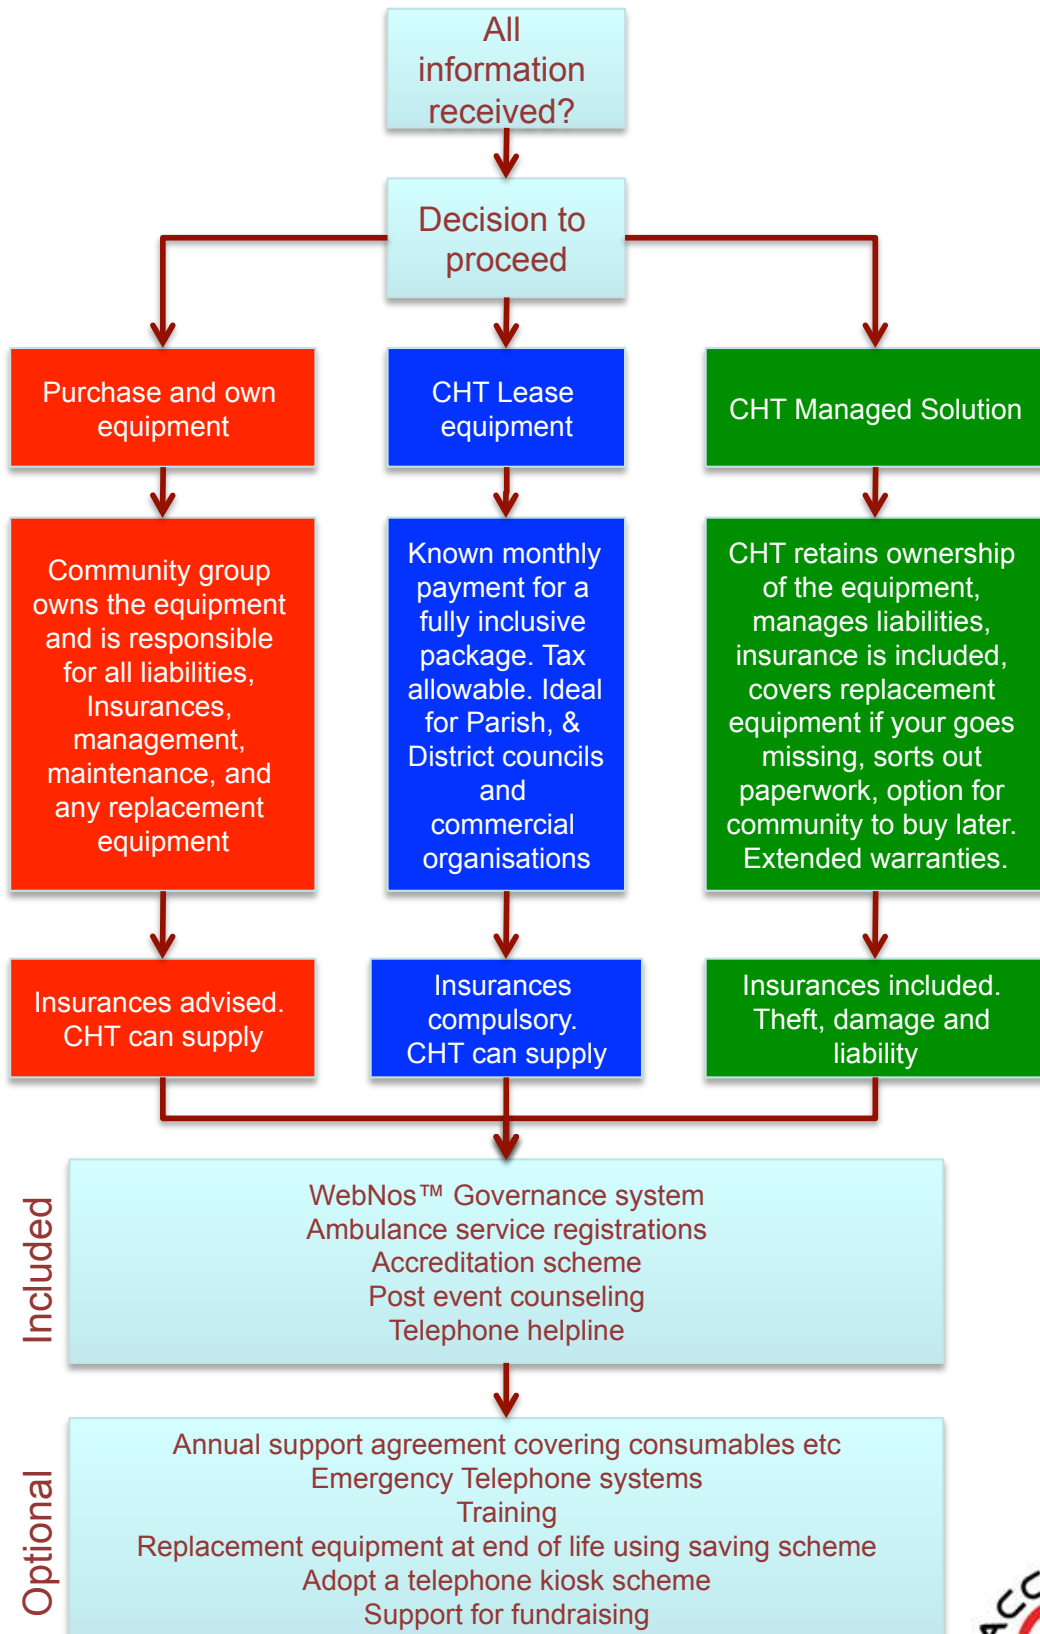 All
information
received?
Decision to
proceed
Purchase and own
equipment
CHT Lease
equipment
CHT Managed Solution
Community group
owns the equipment
and is responsible
for all liabilities,
Insurances,
management,
maintenance, and
any replacement
equipment
Known monthly
payment for a
fully inclusive
package. Tax
allowable. Ideal
for Parish, &
District councils
and
commercial
organisations
CHT retains ownership
of the equipment,
manages liabilities,
insurance is included,
covers replacement
equipment if your goes
missing, sorts out
paperwork, option for
community to buy later.
Extended warranties.
Insurances advised.
CHT can supply
Insurances
compulsory.
CHT can supply
Insurances included.
Theft, damage and
liability
Included
WebNos™ Governance system
Ambulance service registrations
Accreditation scheme
Post event counseling
Telephone helpline
Optional
Annual support agreement covering consumables etc
Emergency Telephone systems
Training
Replacement equipment at end of life using saving scheme
Adopt a telephone kiosk scheme
Support for fundraising